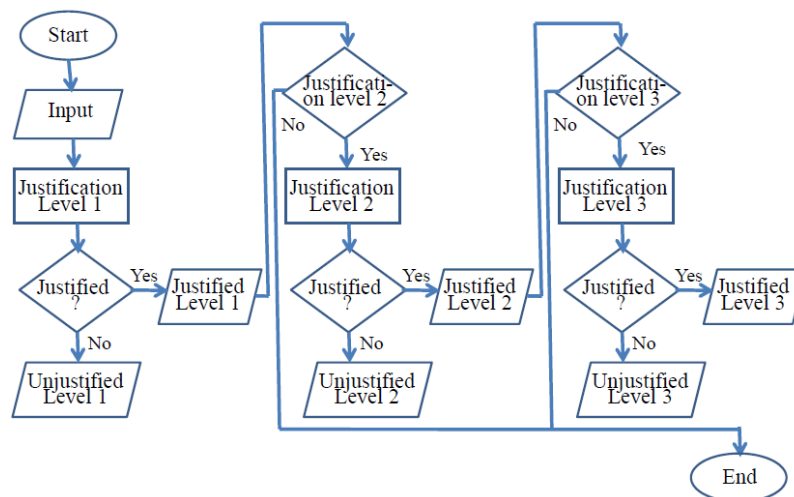 Start
Input
Justification
Level 1
Justified
?
Yes
Justified
Level 1
No
Unjustified
Level 1
Justificati-
on level 2
No
Yes
Justification
Level 2
Justified
?
Yes
Justified
Level 2
No
Unjustified
Level 2
Justificati-
on level 3
No
Yes
Justification
Level 3
Justified
?
Yes
Justified
Level 3
No
Unjustified
Level 3
End